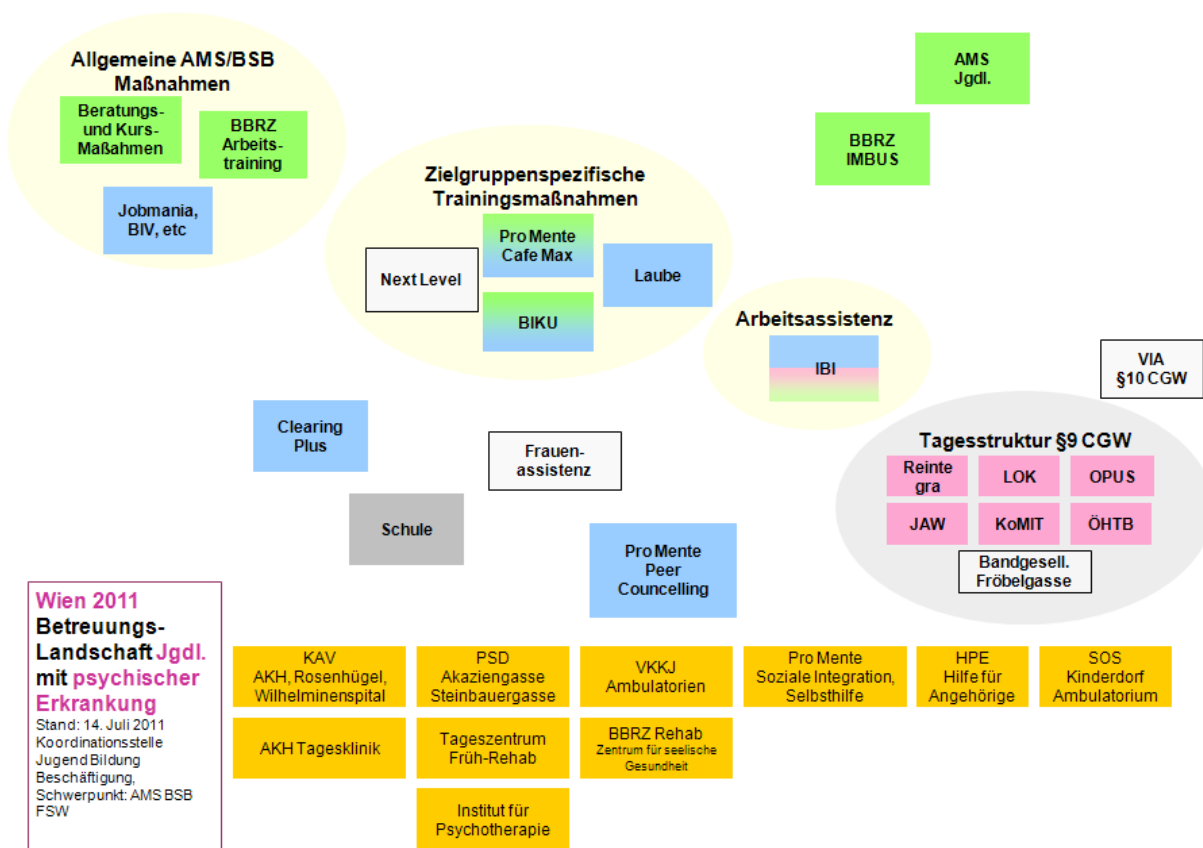 Allgemeine AMS/BSB
Maßnahmen
Beratungs-
und Kurs-
Maßahmen
BBRZ
Arbeits-
training
Jobmania,
BIV, etc
Zielgruppenspezifische
Trainingsmaßnahmen
Next Level
Pro Mente
Cafe Max
BIKU
Laube
AMS
Jgdl.
BBRZ
IMBUS
Arbeitsassistenz
IBI
VIA
§10 CGW
Clearing
Plus
Frauen-
assistenz
Schule
Pro Mente
Peer
Councelling
Tagesstruktur §9 CGW
Reinte
gra
LOK
OPUS
JAW
KoMIT
ÖHTB
Bandgesell.
Fröbelgasse
Wien 2011
Betreuungs-
Landschaft Jgdl.
mit psychischer
Erkrankung
Stand: 14. Juli 2011
Koordinationsstelle
Jugend Bildung
Beschäftigung,
Schwerpunkt: AMS BSB
FSW
KAV
AKH, Rosenhügel,
Wilhelminenspital
PSD
Akaziengasse
Steinbauergasse
VKKJ
Ambulatorien
Pro Mente
Soziale Integration,
Selbsthilfe
HPE
Hilfe für
Angehörige
SOS
Kinderdorf
Ambulatorium
AKH Tagesklinik
Tageszentrum
Früh-Rehab
BBRZ Rehab
Zentrum für seelische
Gesundheit
Institut für
Psychotherapie